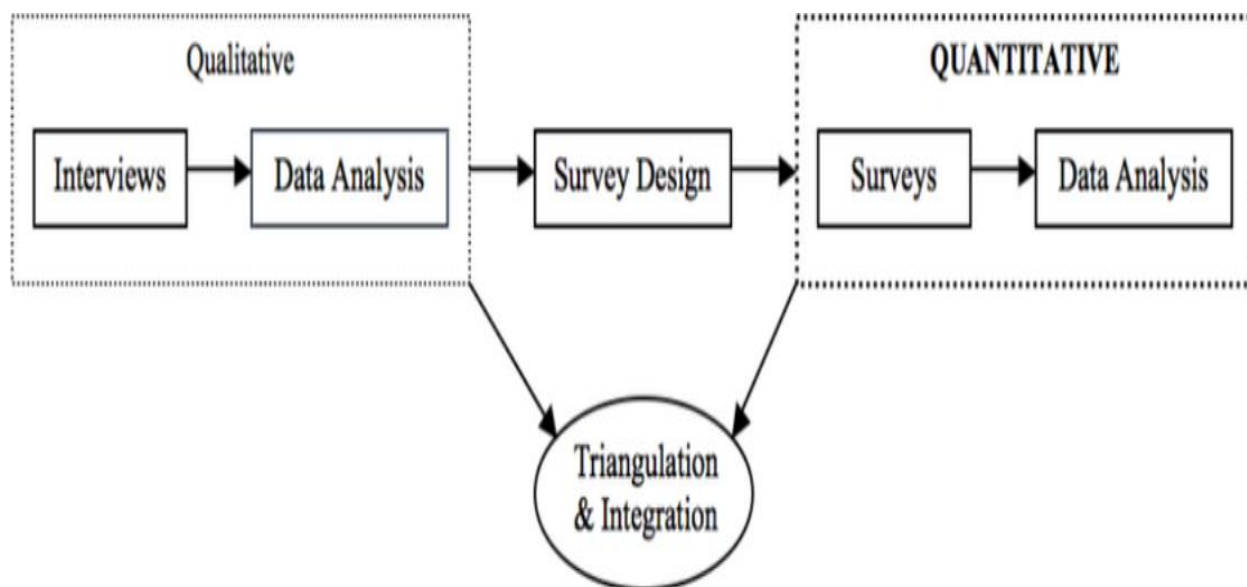 Qualitative
Interviews
Data Analysis
Survey Design
QUANTITATIVE
Surveys
Data Analysis
Triangulation
& Integration